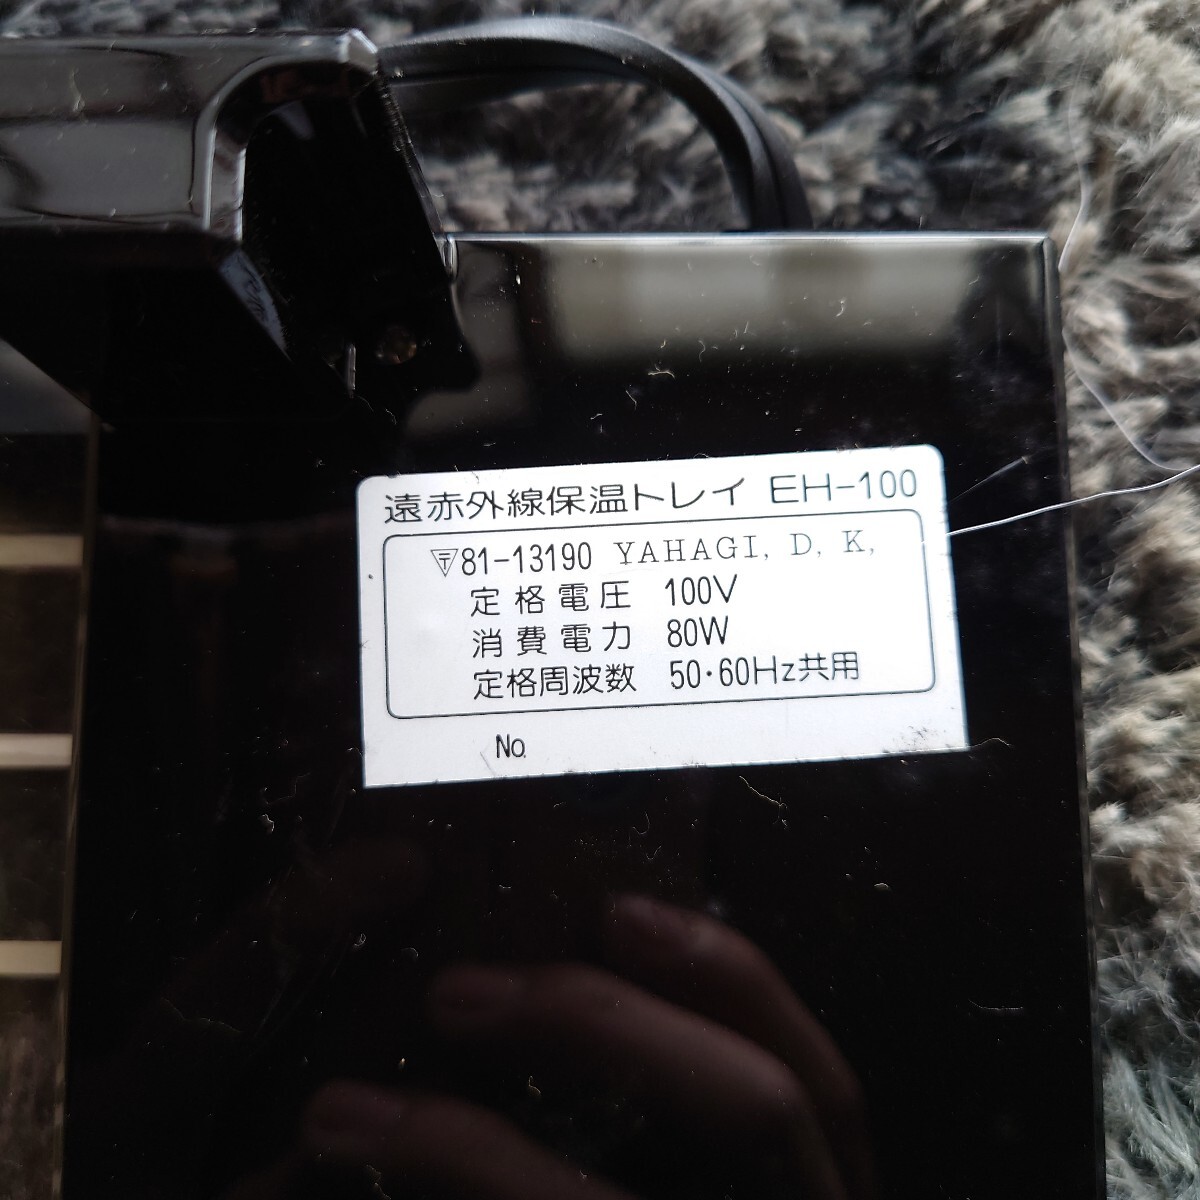 遠赤外線保温トレイ EH-100
〒81-13190 YAHAGI, D, K,
定格電圧 100V
消費電力 80W
定格周波数 50・60Hz共用
No.